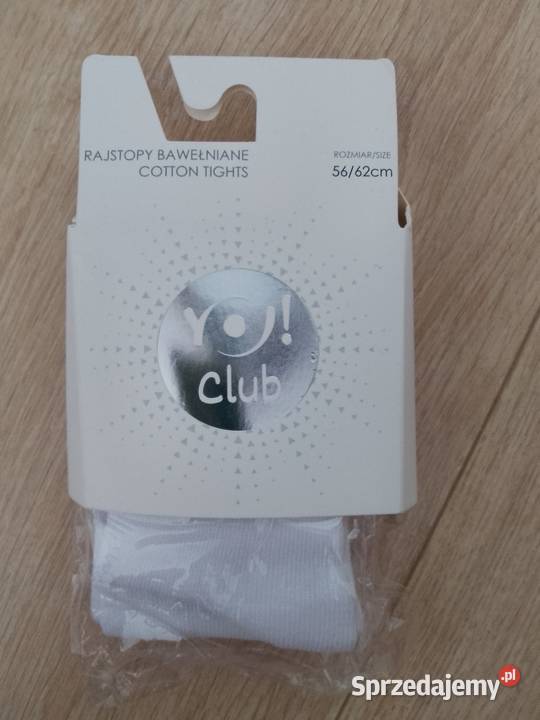 RAJSTOPY BAWEŁNIANE
COTTON TIGHTS
ROZMIAR/SIZE
56/62cm
YO!
Club
Sprzedajemy.pl